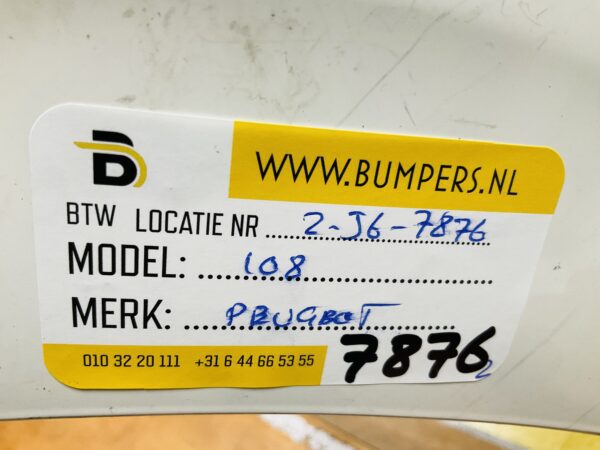 B
WWW.BUMPERS.NL
BTW LOCATIE NR 2-J6-7876
MODEL: 108
MERK: PEUGEOT
010 32 20 111 +31 6 44 66 53 55 7876
2